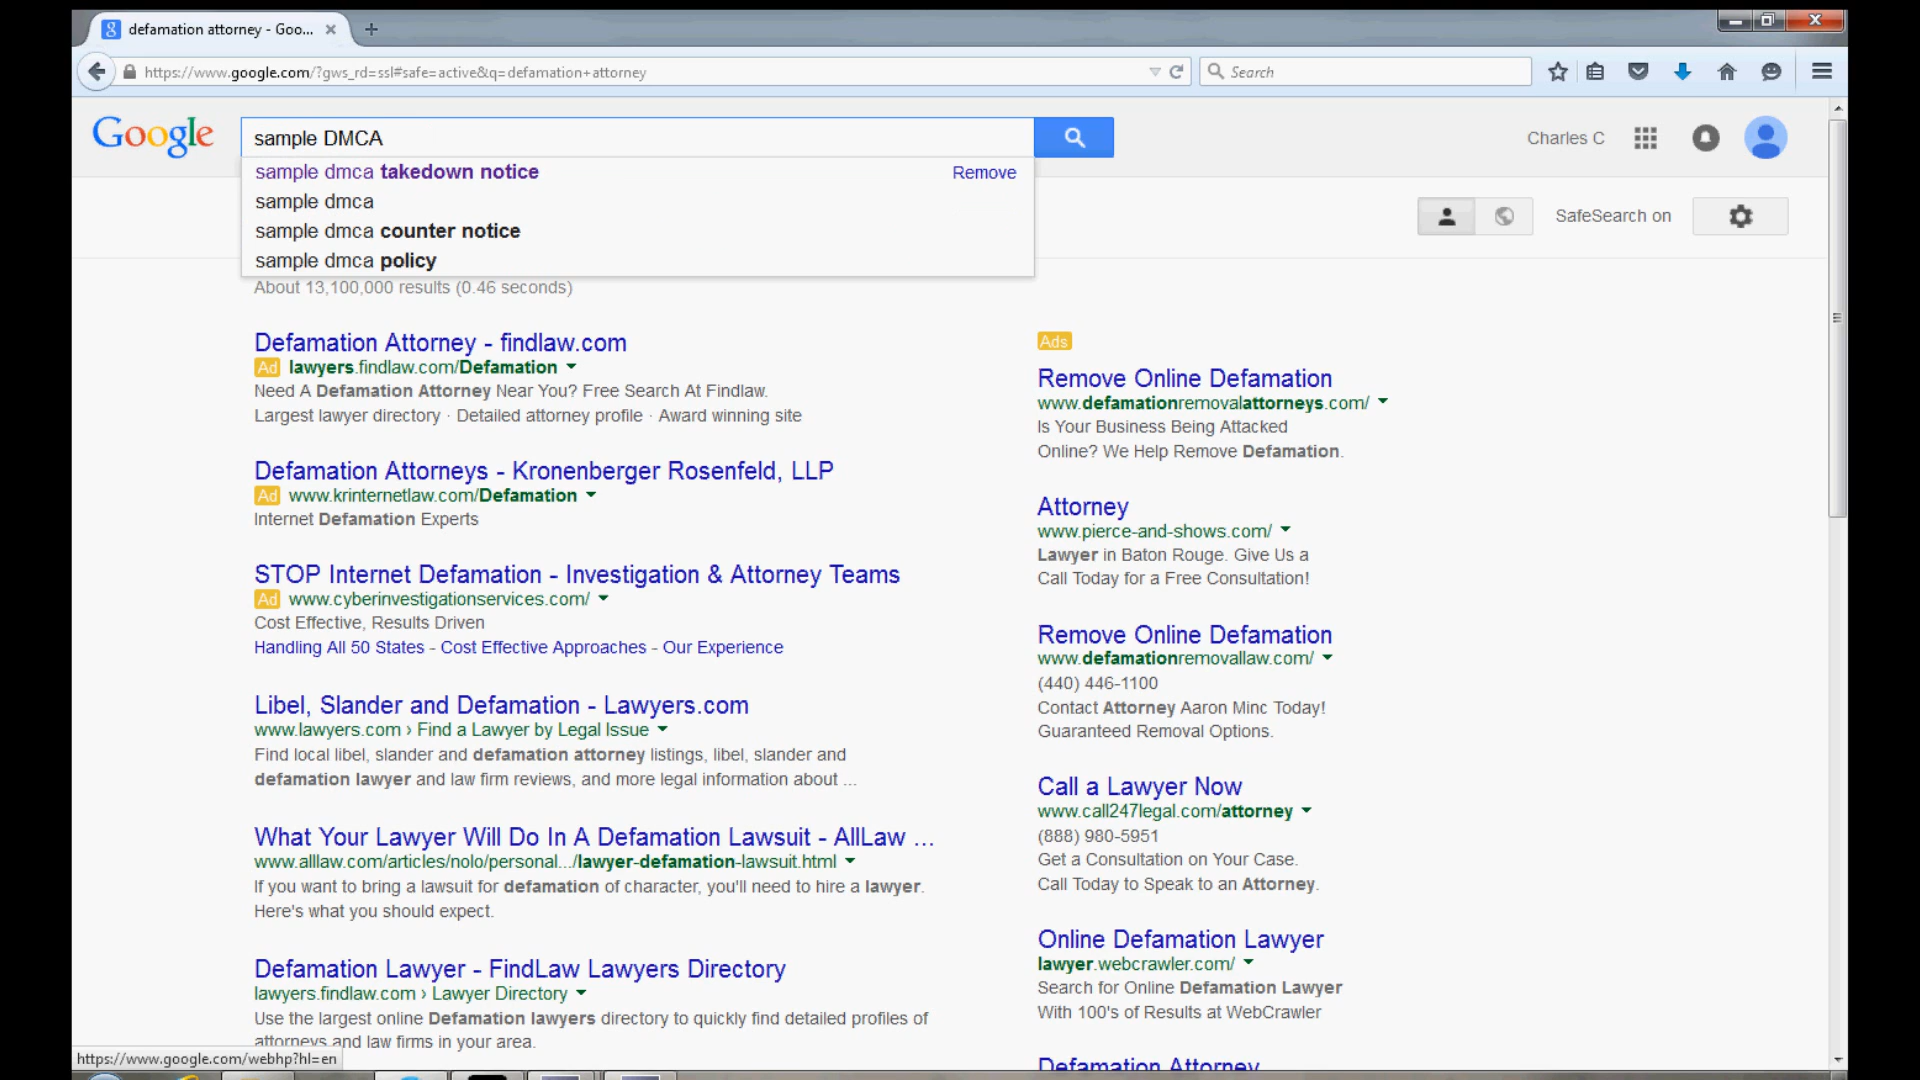 defamation attorney - Goo...
https://www.google.com/?gws_rd=ssl#safe=active&q=defamation+attorney
Search
Google
sample DMCA
Charles C
sample dmca takedown notice
Remove
sample dmca
sample dmca counter notice
sample dmca policy
SafeSearch on
About 13,100,000 results (0.46 seconds)
Defamation Attorney - findlaw.com
Ad lawyers.findlaw.com/Defamation
Need A Defamation Attorney Near You? Free Search At Findlaw.
Largest lawyer directory · Detailed attorney profile · Award winning site
Defamation Attorneys - Kronenberger Rosenfeld, LLP
Ad www.krinternetlaw.com/Defamation
Internet Defamation Experts
STOP Internet Defamation - Investigation & Attorney Teams
Ad www.cyberinvestigationservices.com/
Cost Effective, Results Driven
Handling All 50 States - Cost Effective Approaches - Our Experience
Libel, Slander and Defamation - Lawyers.com
www.lawyers.com › Find a Lawyer by Legal Issue
Find local libel, slander and defamation attorney listings, libel, slander and
defamation lawyer and law firm reviews, and more legal information about ...
What Your Lawyer Will Do In A Defamation Lawsuit - AllLaw ...
www.alllaw.com/articles/nolo/personal.../lawyer-defamation-lawsuit.html
If you want to bring a lawsuit for defamation of character, you'll need to hire a lawyer.
Here's what you should expect.
Defamation Lawyer - FindLaw Lawyers Directory
lawyers.findlaw.com › Lawyer Directory
Use the largest online Defamation lawyers directory to quickly find detailed profiles of
attorneys and law firms in your area.
Ads
Remove Online Defamation
www.defamationremovalattorneys.com/
Is Your Business Being Attacked
Online? We Help Remove Defamation.
Attorney
www.pierce-and-shows.com/
Lawyer in Baton Rouge. Give Us a
Call Today for a Free Consultation!
Remove Online Defamation
www.defamationremovallaw.com/
(440) 446-1100
Contact Attorney Aaron Minc Today!
Guaranteed Removal Options.
Call a Lawyer Now
www.call247legal.com/attorney
(888) 980-5951
Get a Consultation on Your Case.
Call Today to Speak to an Attorney.
Online Defamation Lawyer
lawyer.webcrawler.com/
Search for Online Defamation Lawyer
With 100's of Results at WebCrawler
Defamation Attorney
https://www.google.com/webhp?hl=en